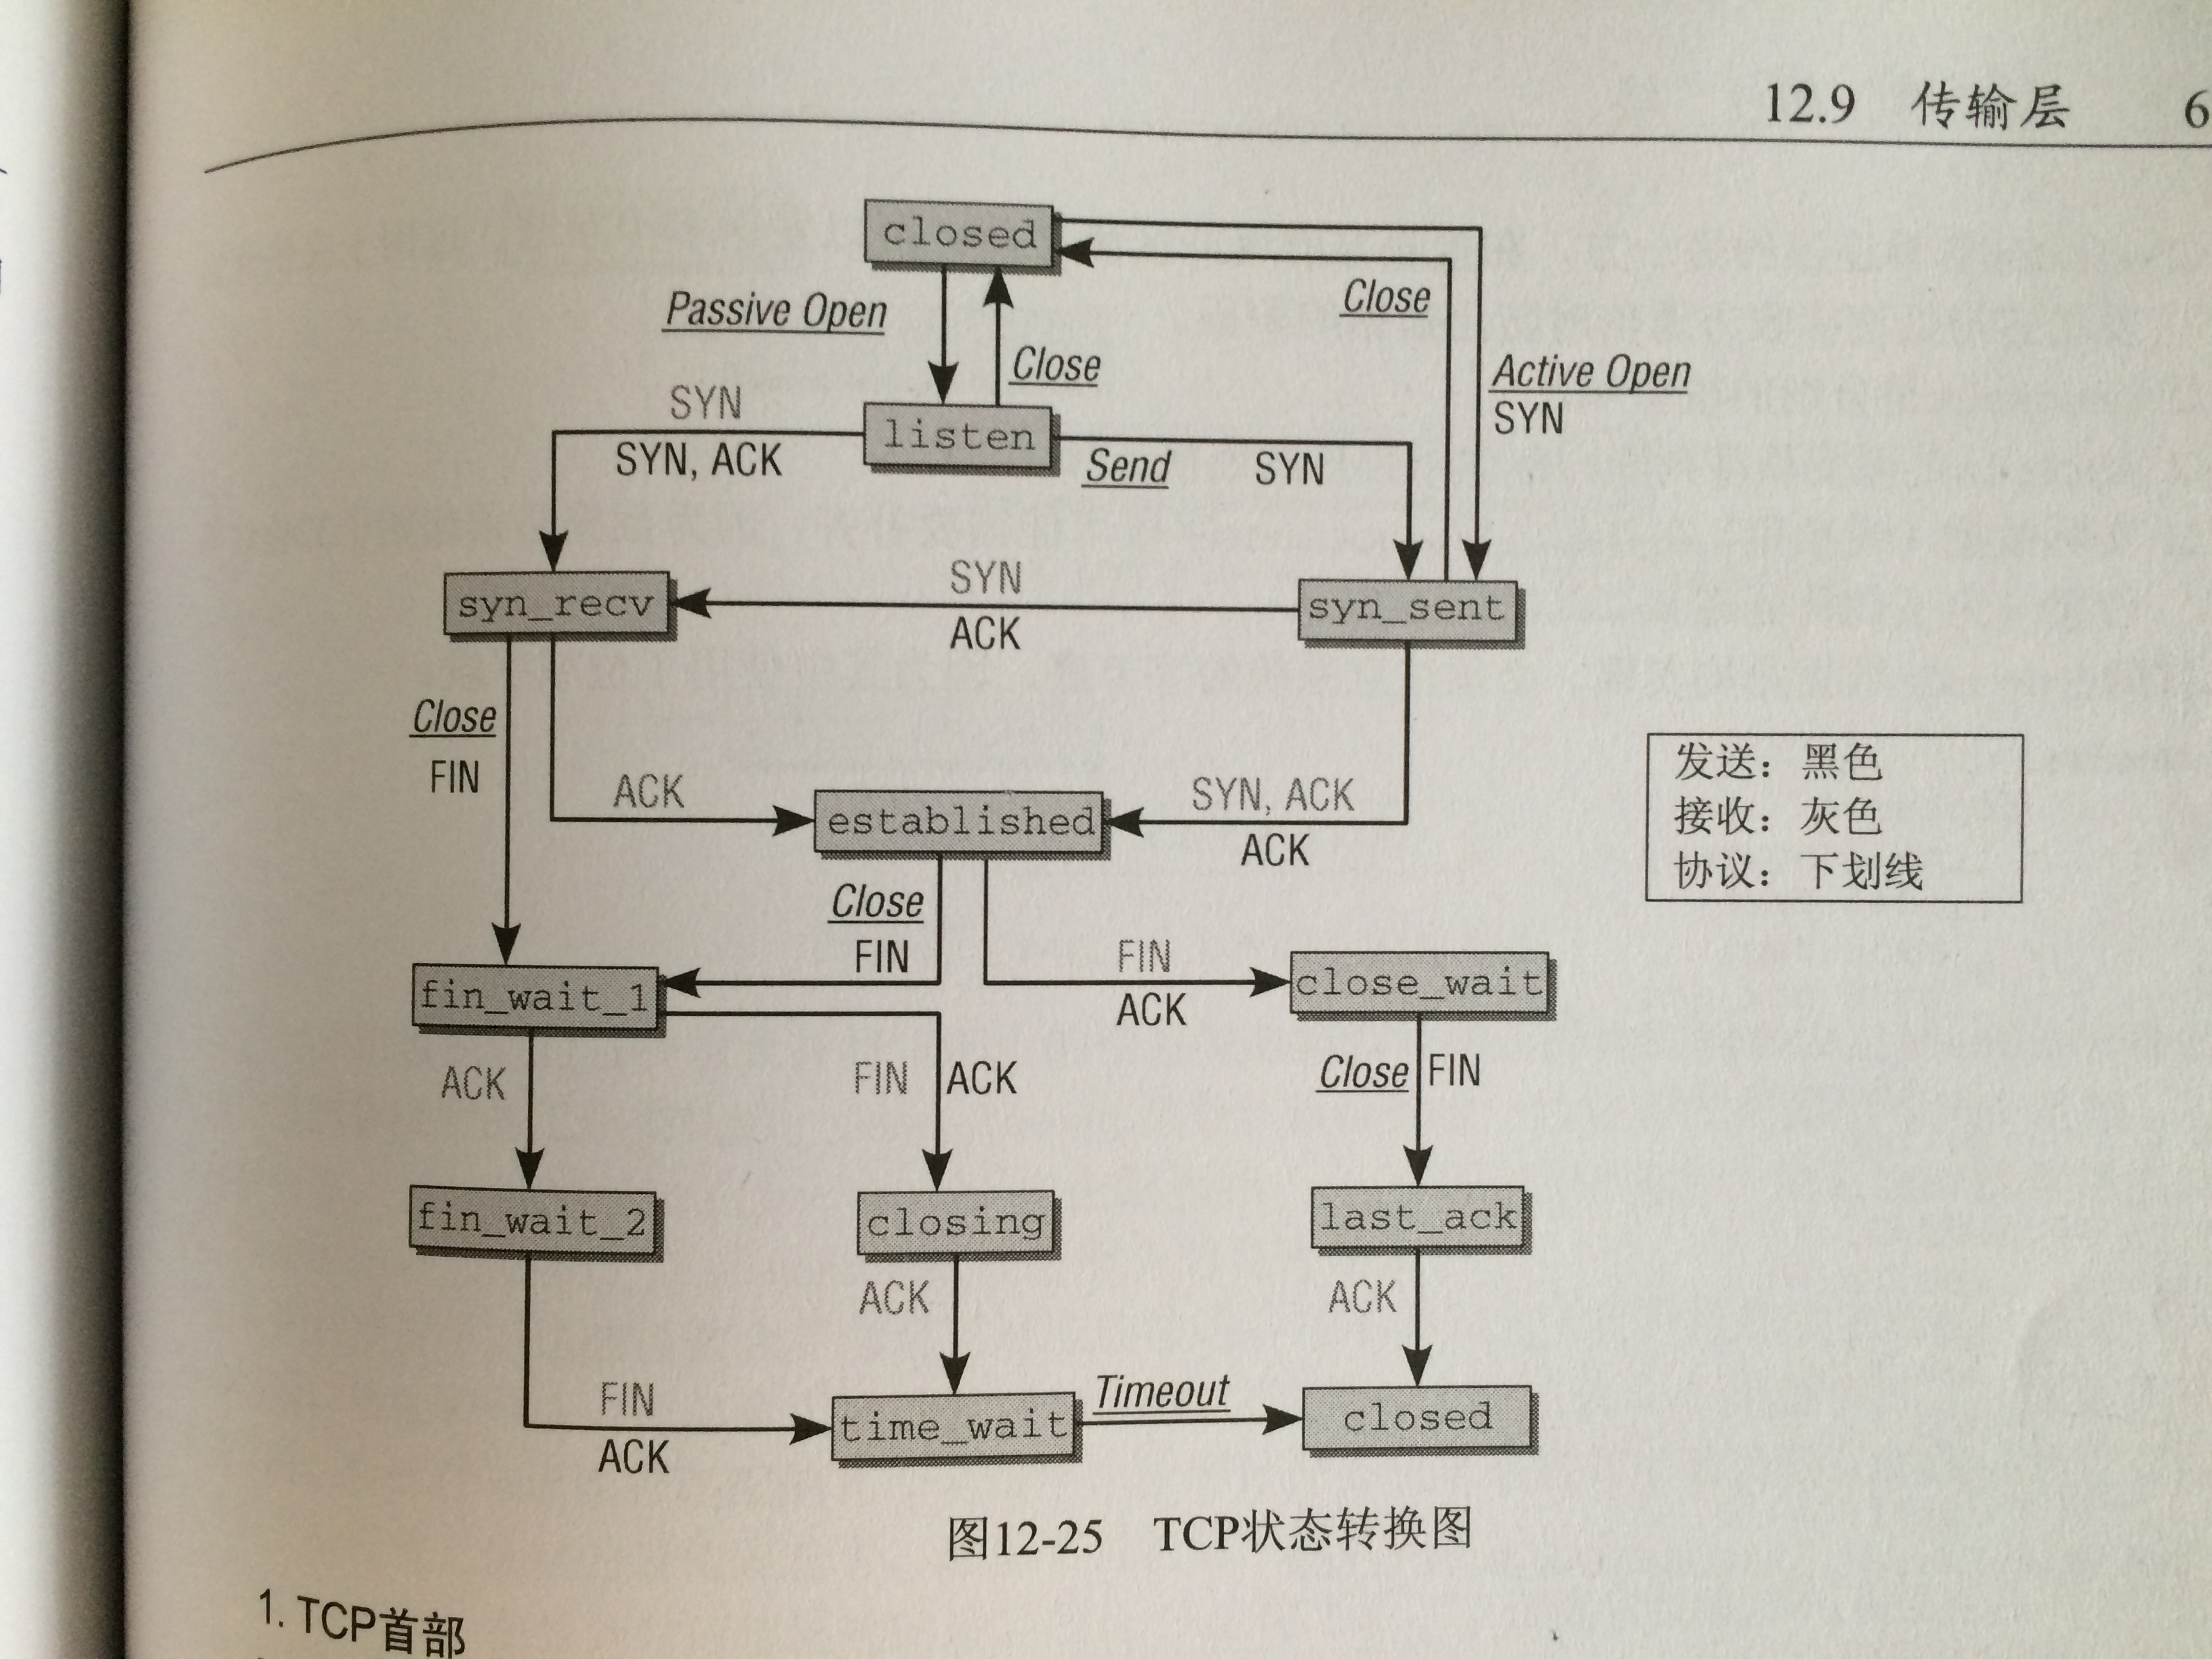 12.9 传输层 6
closed
Passive Open
Close
Close
Active Open
SYN
SYN
SYN, ACK
listen
Send SYN
syn_recv
SYN
ACK
syn_sent
Close
FIN
ACK
established
SYN, ACK
ACK
发送：黑色
接收：灰色
协议：下划线
Close
FIN
FIN
ACK
fin_wait_1
close_wait
ACK
FIN ACK
Close FIN
fin_wait_2
closing
last_ack
ACK
ACK
FIN
ACK
time_wait
Timeout
closed
图12-25 TCP状态转换图
1. TCP首部